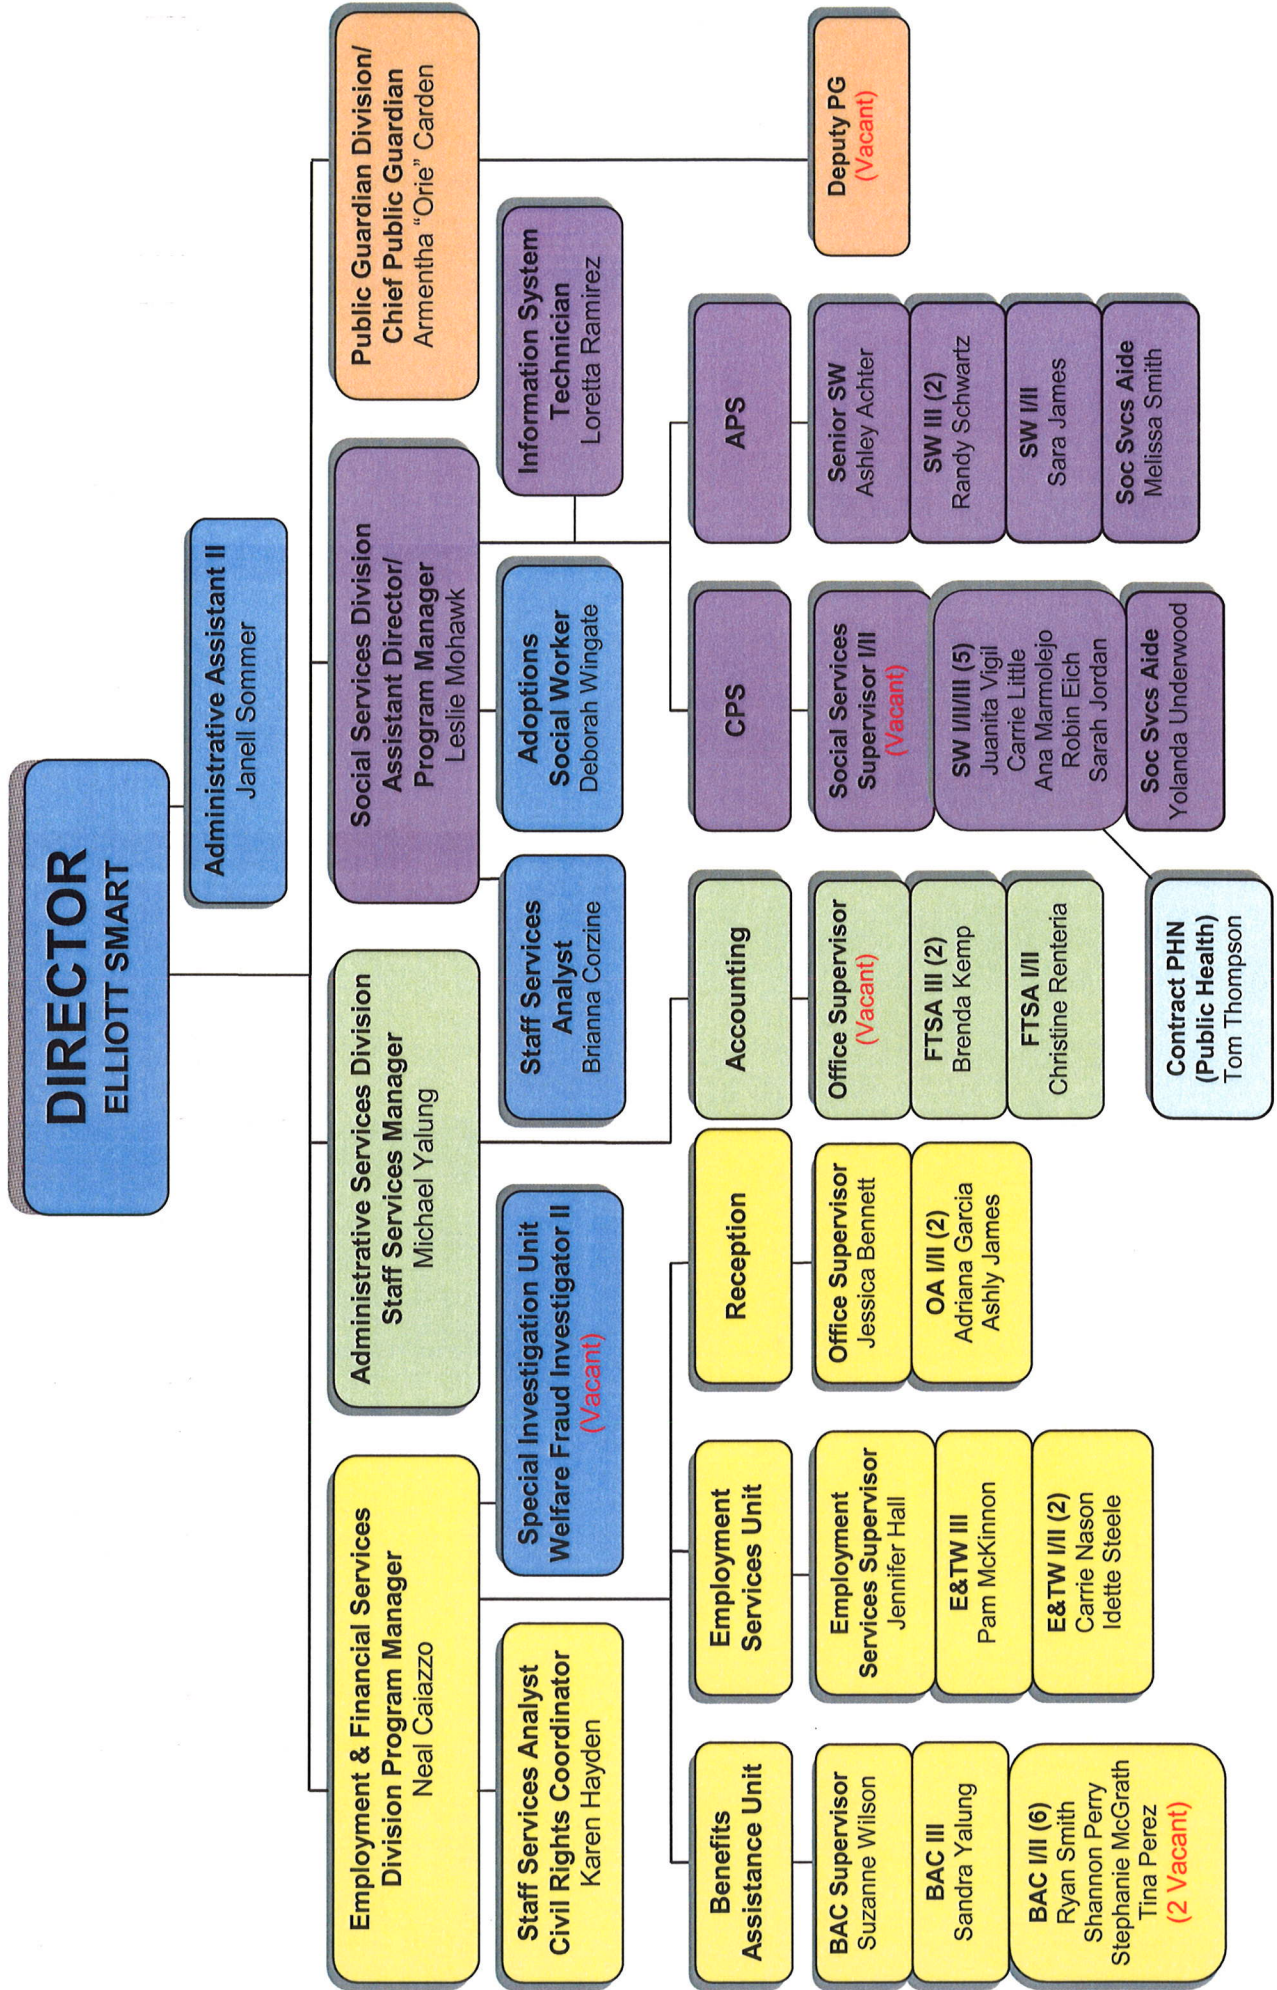 DIRECTOR
ELLIOTT SMART
Administrative Assistant II
Janell Sommer
Employment & Financial Services
Division Program Manager
Neal Caiazzo
Administrative Services Division
Staff Services Manager
Michael Yalung
Social Services Division
Assistant Director/
Program Manager
Leslie Mohawk
Public Guardian Division/
Chief Public Guardian
Armentha "Orie" Carden
Staff Services Analyst
Civil Rights Coordinator
Karen Hayden
Special Investigation Unit
Welfare Fraud Investigator II
(Vacant)
Staff Services
Analyst
Brianna Corzine
Adoptions
Social Worker
Deborah Wingate
Information System
Technician
Loretta Ramirez
Benefits
Assistance Unit
BAC Supervisor
Suzanne Wilson
BAC III
Sandra Yalung
BAC I/II (6)
Ryan Smith
Shannon Perry
Stephanie McGrath
Tina Perez
(2 Vacant)
Employment
Services Unit
Employment
Services Supervisor
Jennifer Hall
E&TW III
Pam McKinnon
E&TW I/II (2)
Carrie Nason
Idette Steele
Reception
Office Supervisor
Jessica Bennett
OA I/II (2)
Adriana Garcia
Ashly James
Accounting
Office Supervisor
(Vacant)
FTSA III (2)
Brenda Kemp
FTSA I/II
Christine Renteria
CPS
Social Services
Supervisor I/II
(Vacant)
SW I/II/III (5)
Juanita Vigil
Carrie Little
Ana Marmolejo
Robin Eich
Sarah Jordan
Soc Svcs Aide
Yolanda Underwood
Contract PHN
(Public Health)
Tom Thompson
APS
Senior SW
Ashley Achter
SW III (2)
Randy Schwartz
SW I/II
Sara James
Soc Svcs Aide
Melissa Smith
Deputy PG
(Vacant)